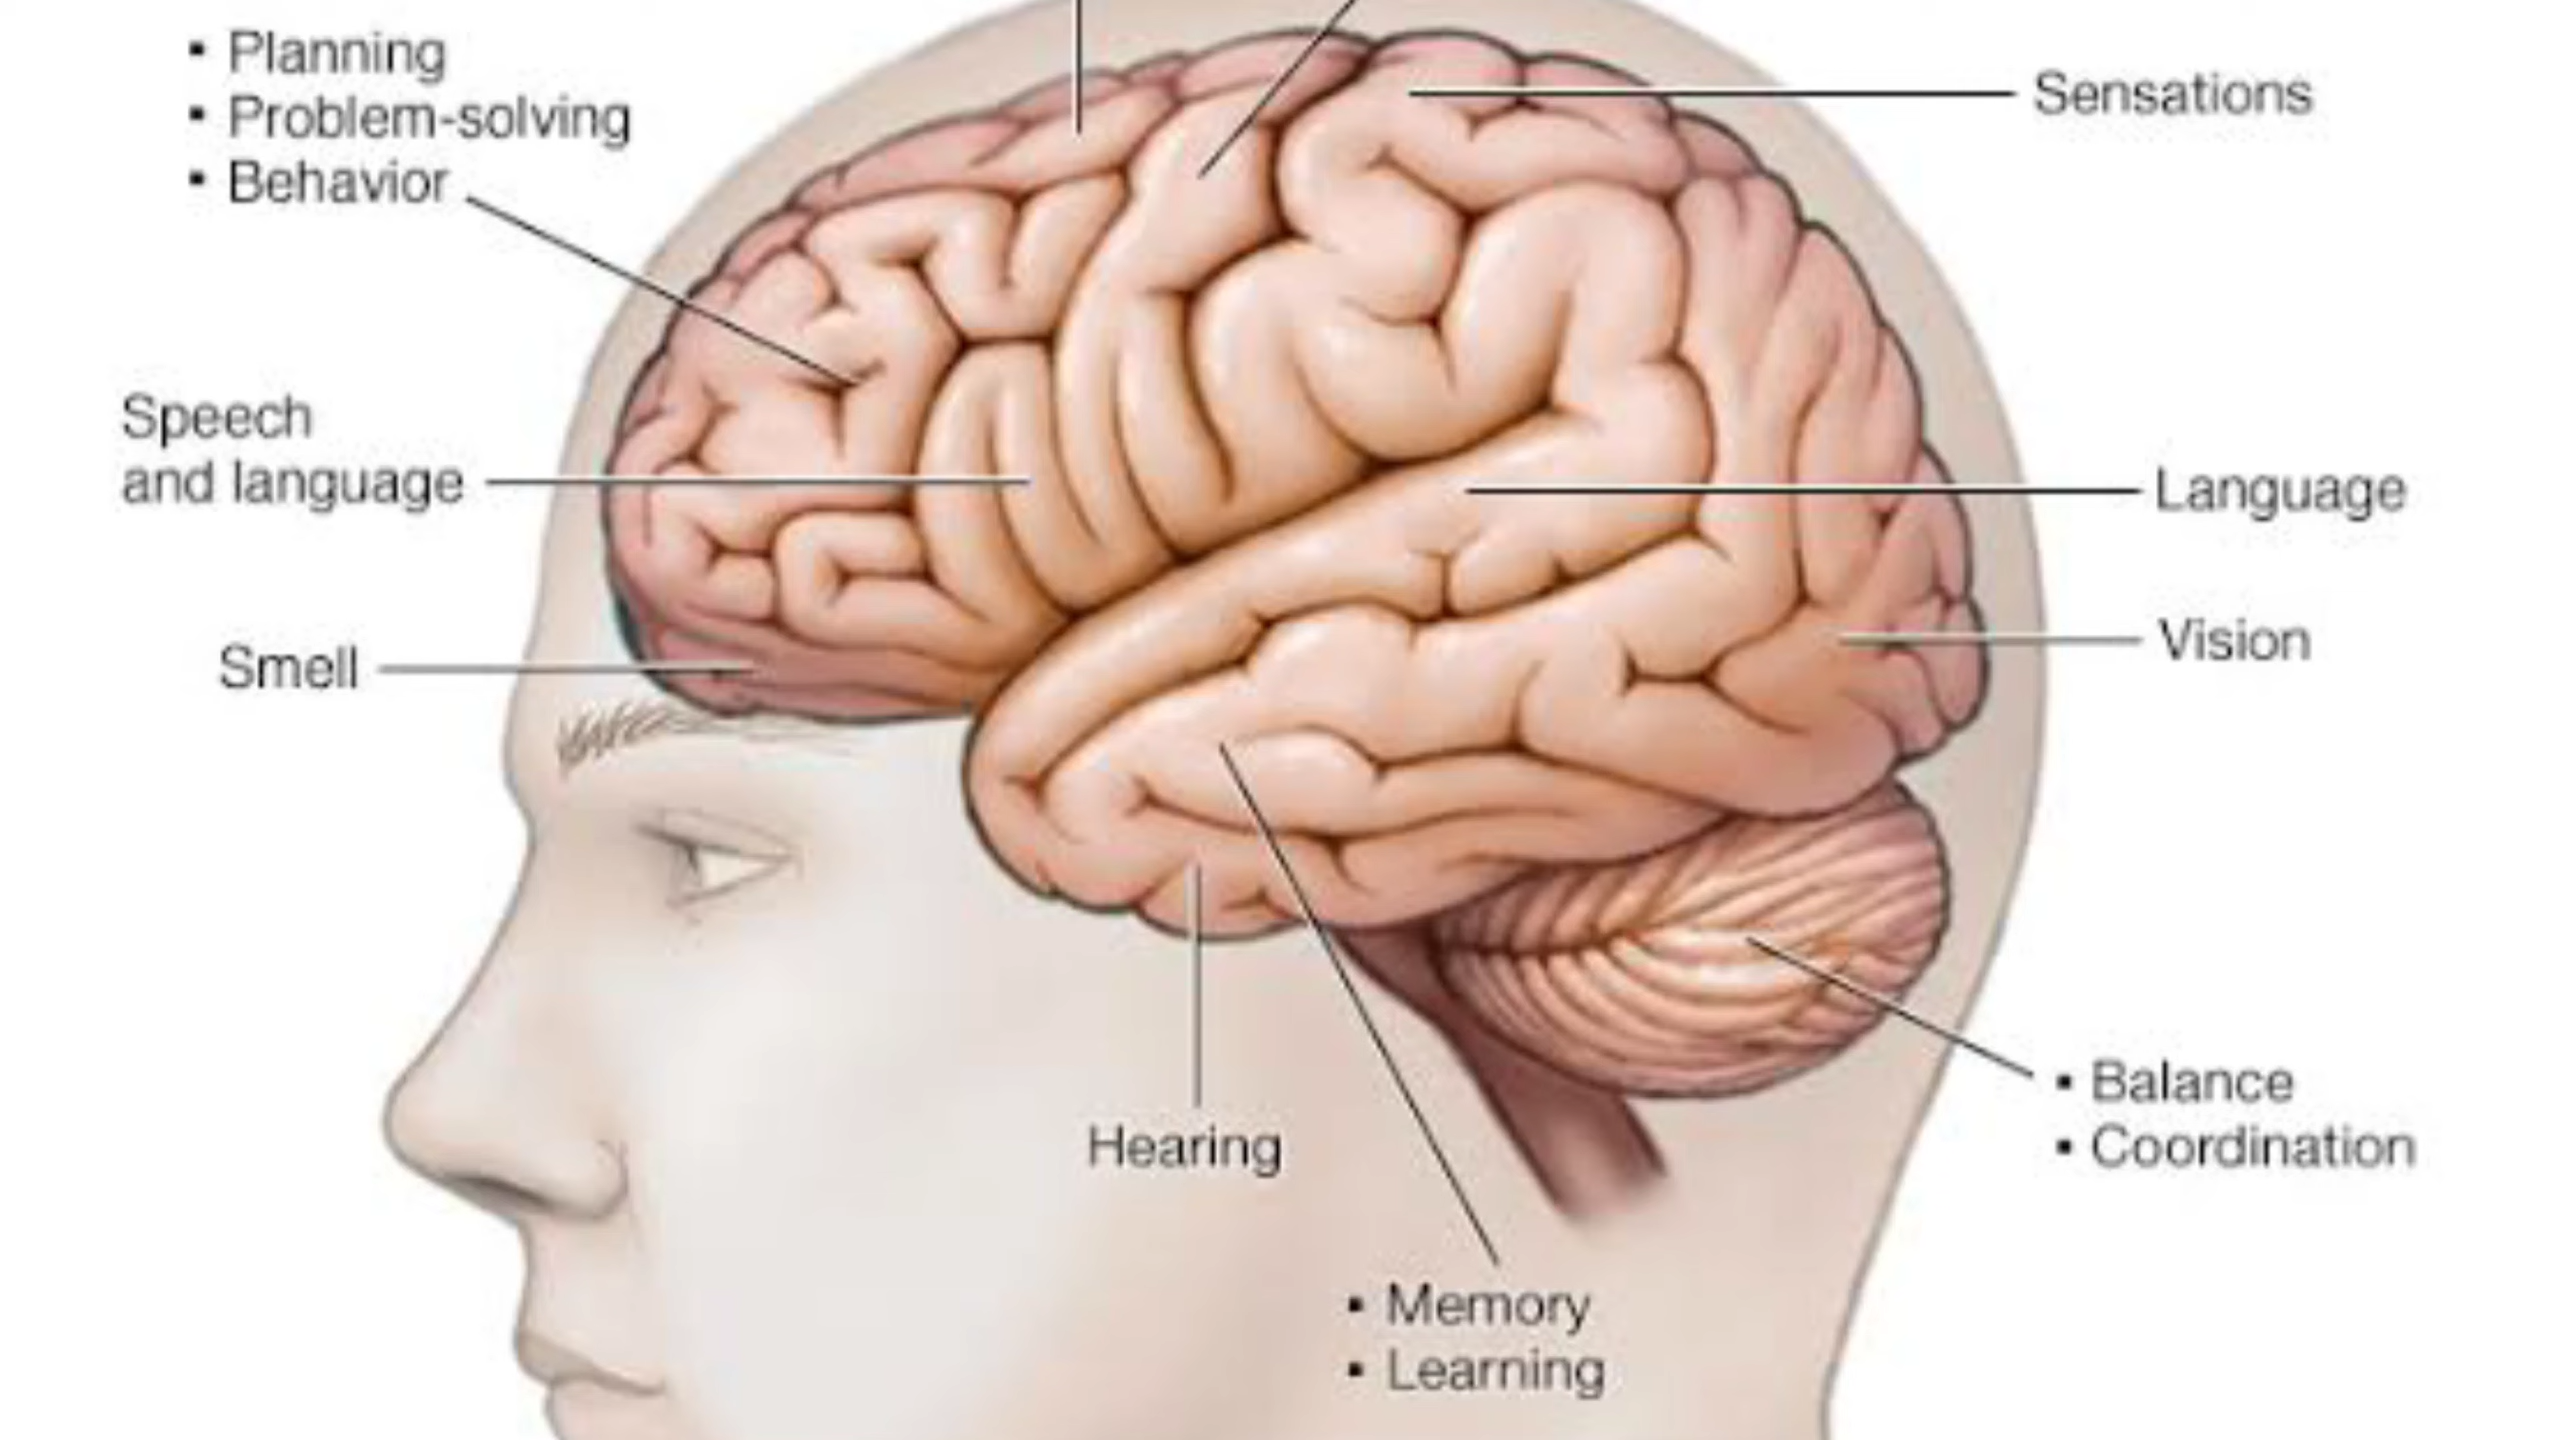 ▪ Planning
▪ Problem-solving
▪ Behavior
Sensations
Speech
and language
Language
Smell
Vision
Hearing
▪ Balance
▪ Coordination
▪ Memory
▪ Learning